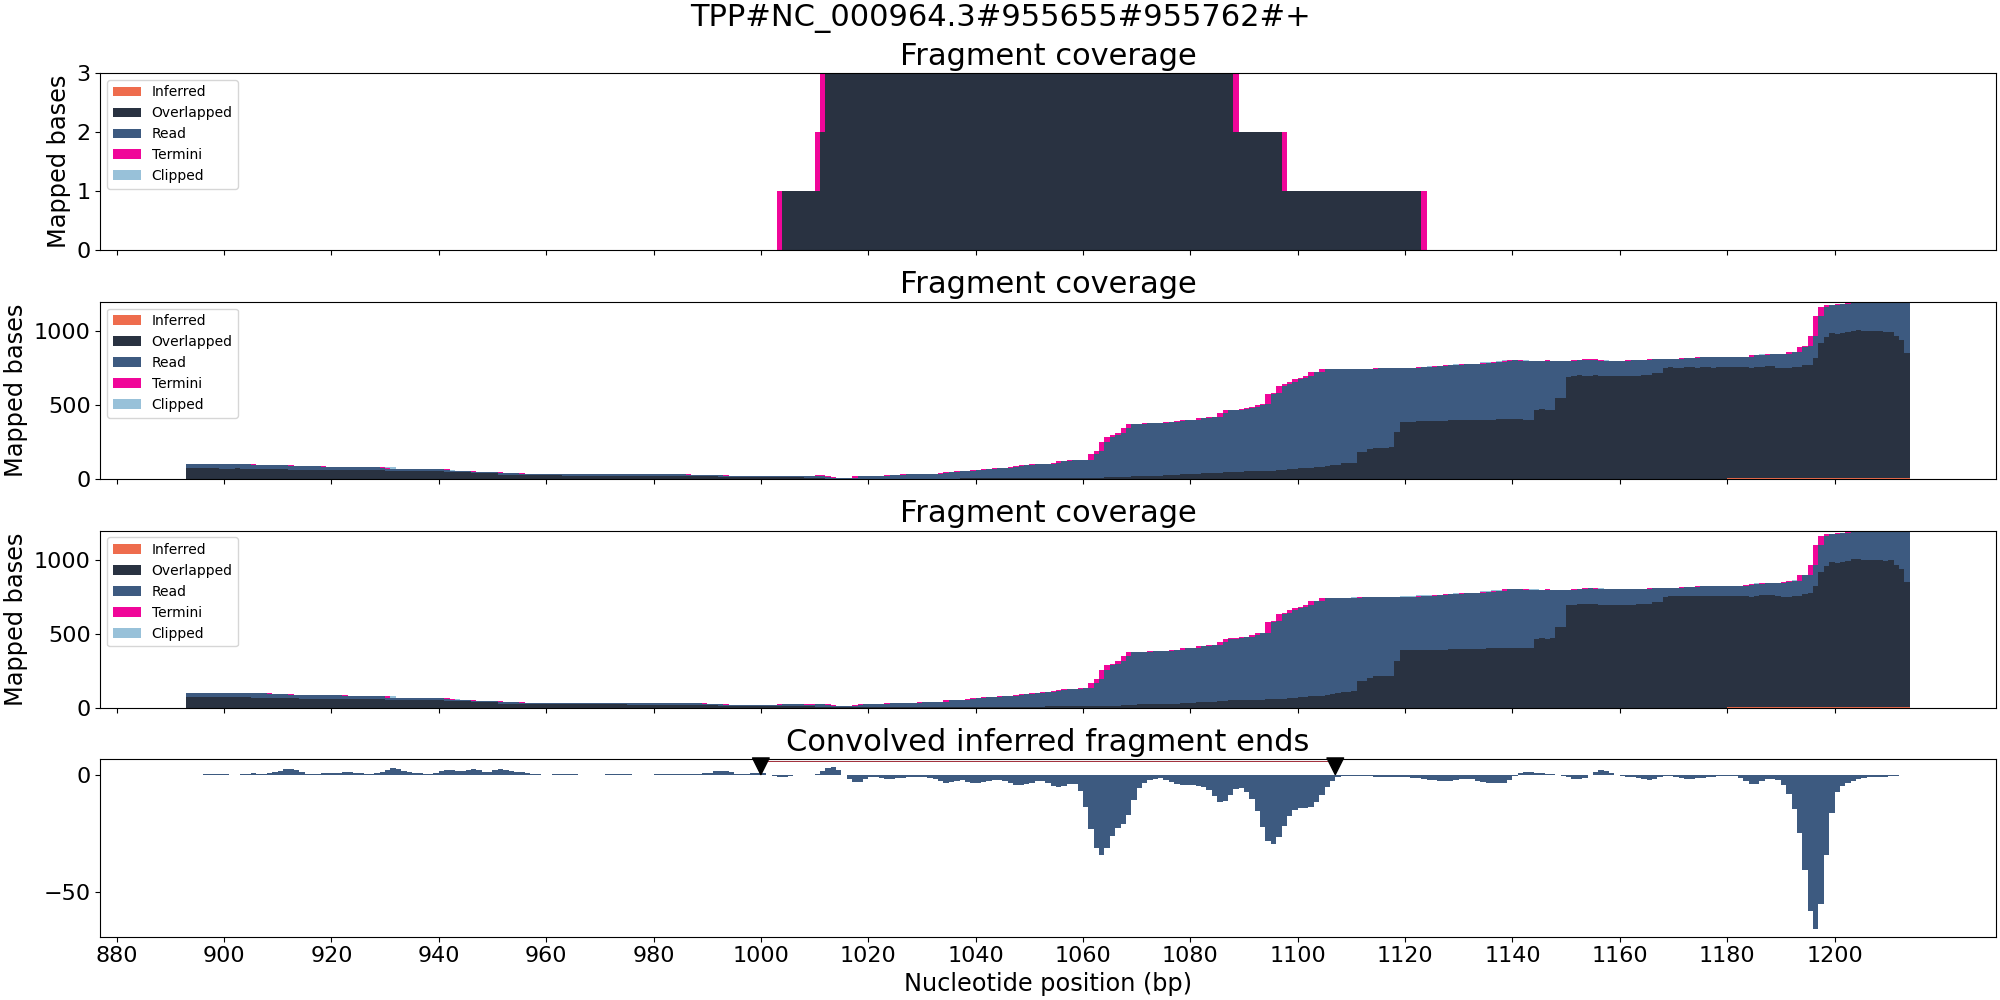 TPP#NC_000964.3#955655#955762#+
Fragment coverage
Mapped bases
3
2
1
0
Inferred
Overlapped
Read
Termini
Clipped
Fragment coverage
Mapped bases
1000
500
0
Inferred
Overlapped
Read
Termini
Clipped
Fragment coverage
Mapped bases
1000
500
0
Inferred
Overlapped
Read
Termini
Clipped
Convolved inferred fragment ends
0
−50
880 900 920 940 960 980 1000 1020 1040 1060 1080 1100 1120 1140 1160 1180 1200
Nucleotide position (bp)